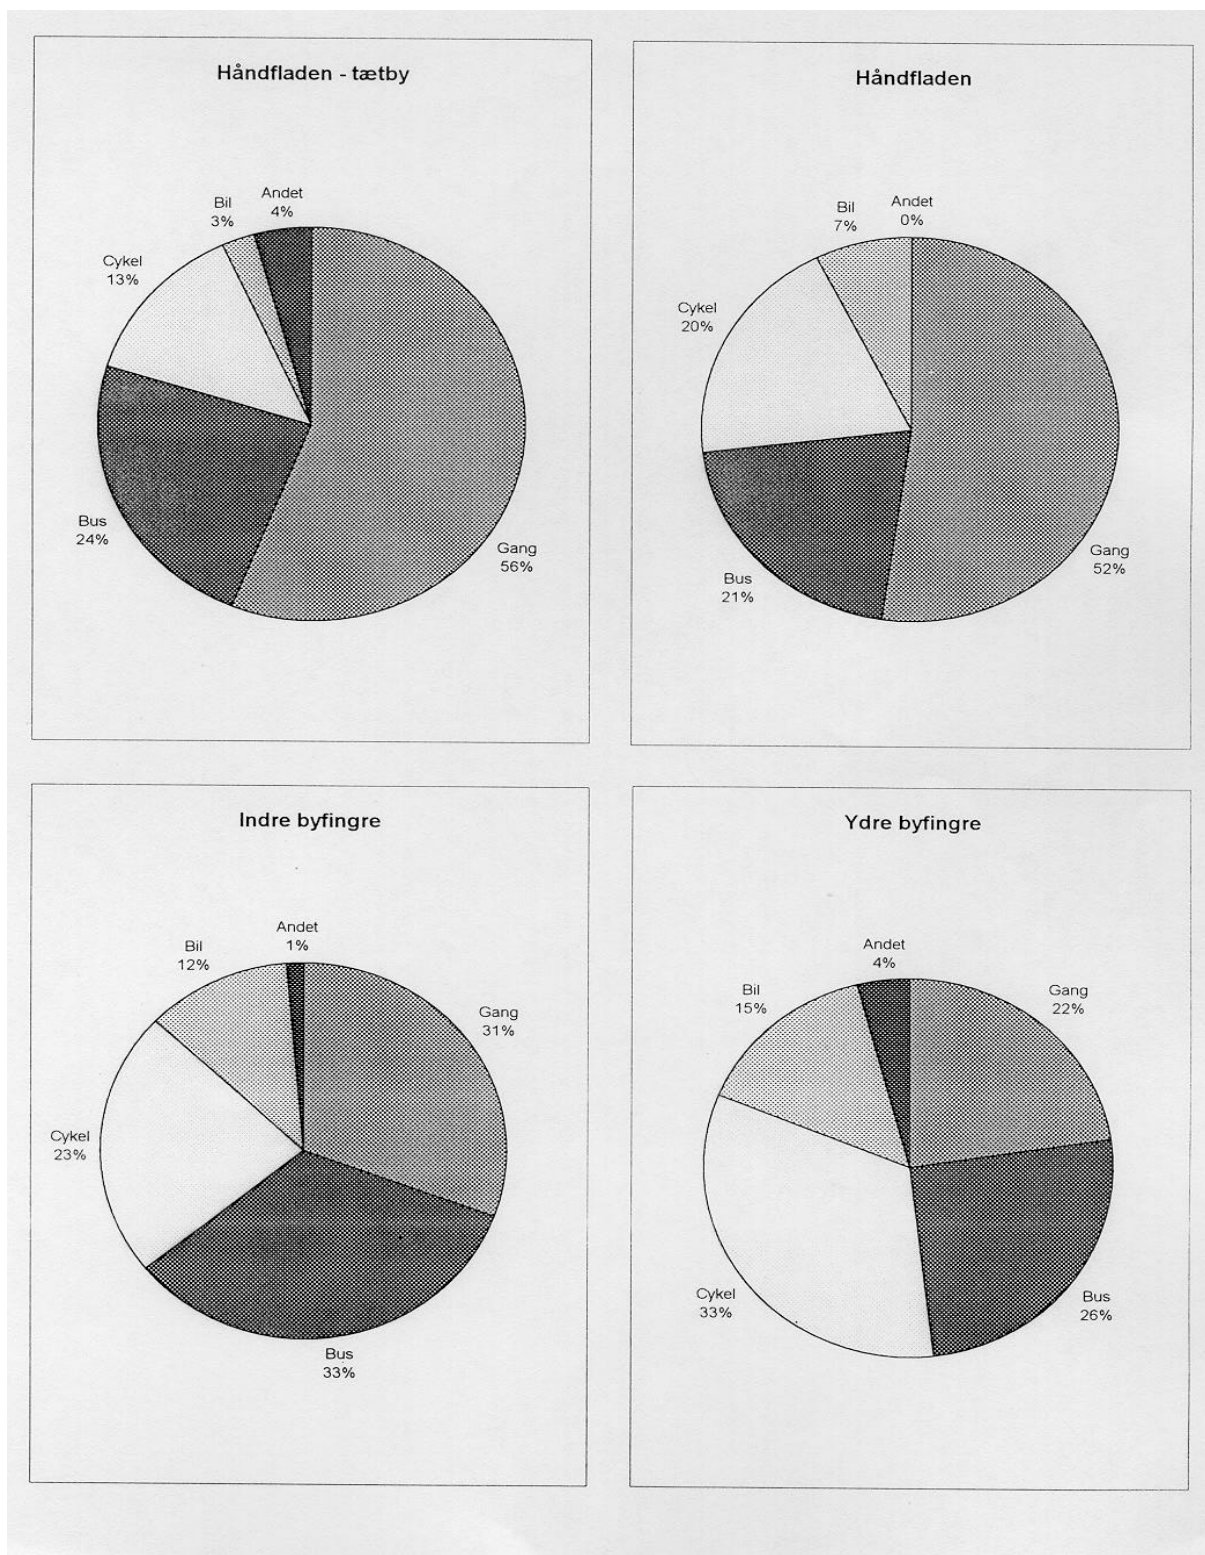 Håndfladen - tætby
Andet
4%
Bil
3%
Cykel
13%
Bus
24%
Gang
56%
Håndfladen
Andet
0%
Bil
7%
Cykel
20%
Bus
21%
Gang
52%
Indre byfingre
Andet
1%
Bil
12%
Gang
31%
Cykel
23%
Bus
33%
Ydre byfingre
Andet
4%
Bil
15%
Gang
22%
Cykel
33%
Bus
26%